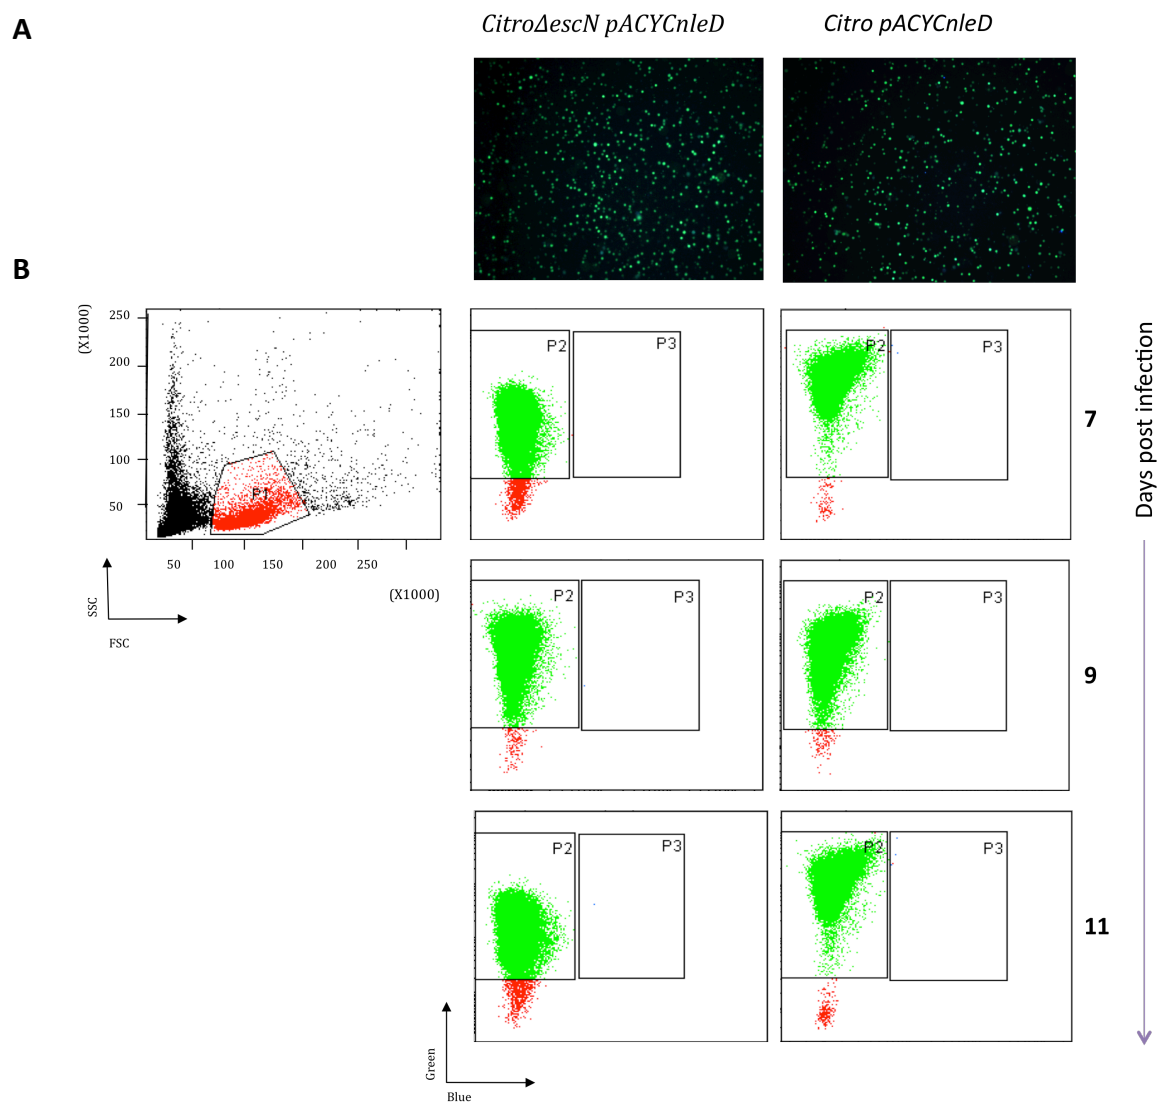 A
CitroΔescN pACYCnleD
Citro pACYCnleD
B
(X1000)
250
200
150
100
50
P1
50 100 150 200 250
(X1000)
SSC
FSC
P2 P3
P2 P3
7
P2 P3
P2 P3
9
P2 P3
P2 P3
11
Days post infection
Green
Blue